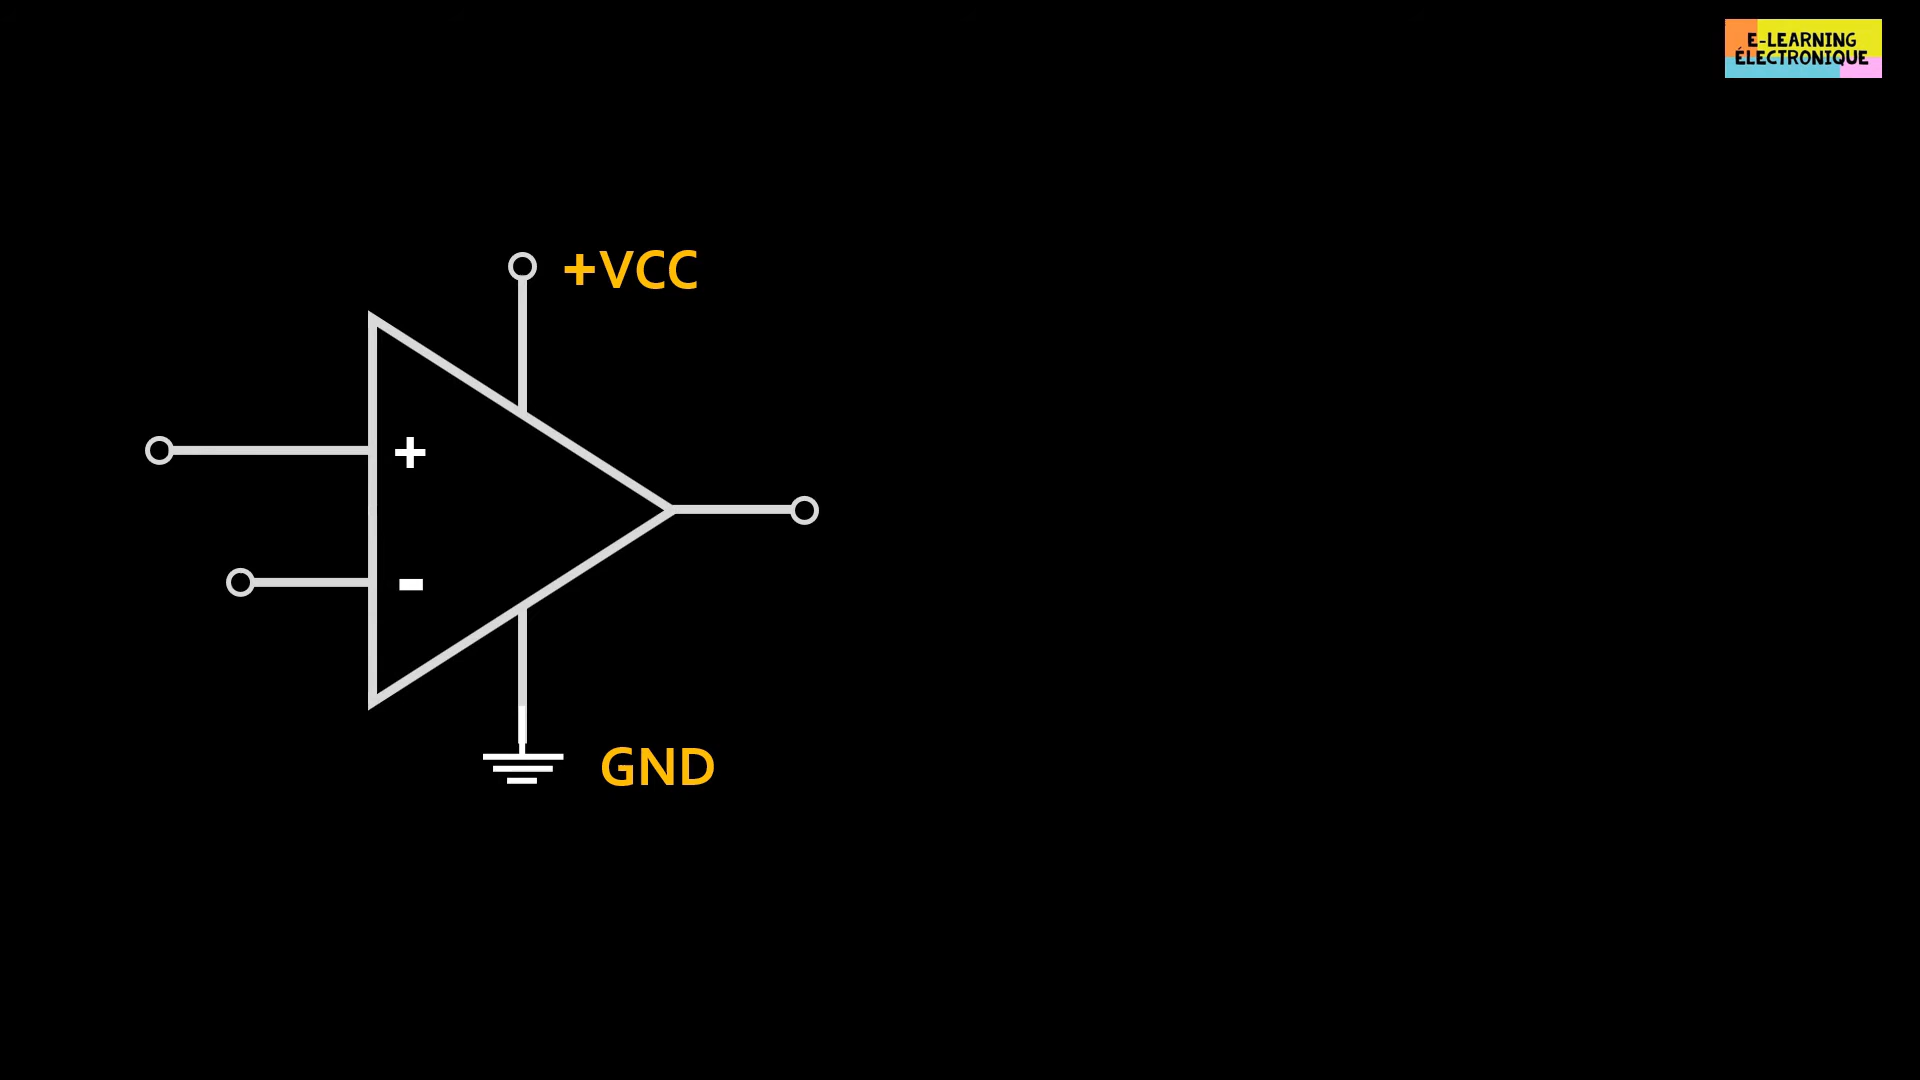 E-LEARNING
ÉLECTRONIQUE
+VCC
+
-
GND